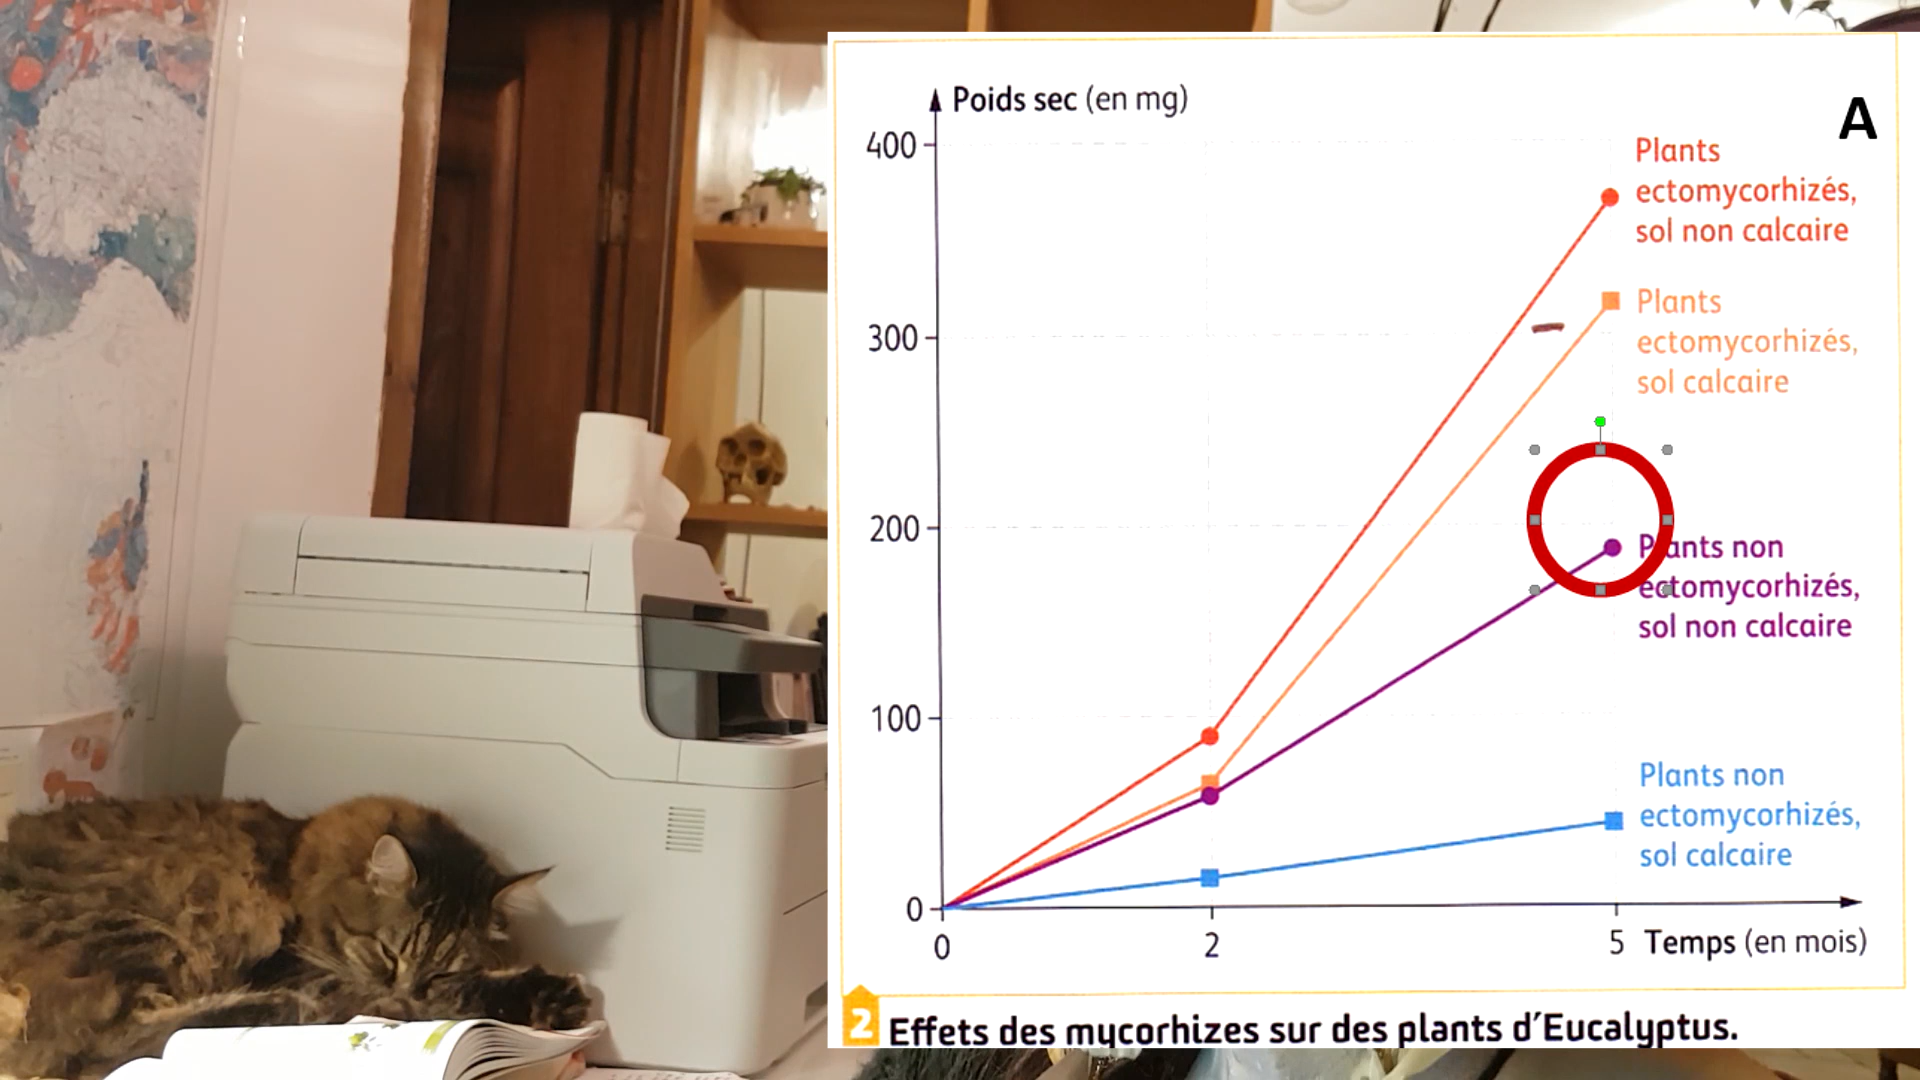 Poids sec (en mg)
A
400
300
200
100
0
Plants
ectomycorhizés,
sol non calcaire
Plants
ectomycorhizés,
sol calcaire
Plants non
ectomycorhizés,
sol non calcaire
Plants non
ectomycorhizés,
sol calcaire
0
2
5
Temps (en mois)
2 Effets des mycorhizes sur des plants d'Eucalyptus.